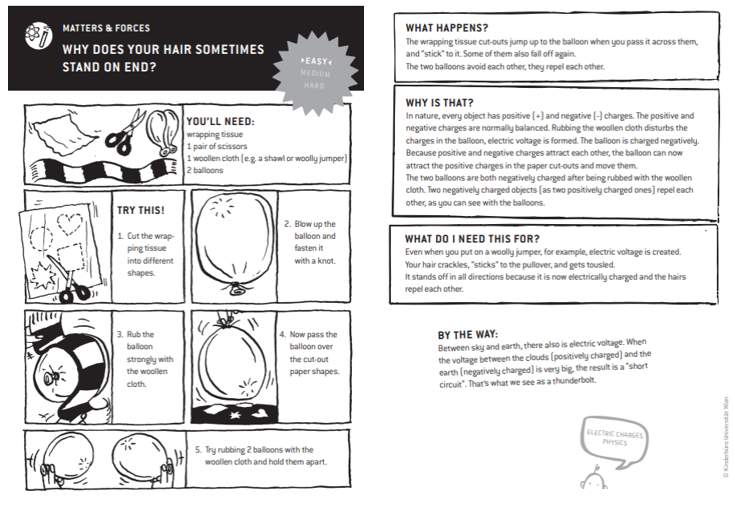 MATTERS & FORCES
WHY DOES YOUR HAIR SOMETIMES
STAND ON END?
›EASY‹
MEDIUM
HARD
YOU'LL NEED:
wrapping tissue
1 pair of scissors
1 woollen cloth (e.g. a shawl or woolly jumper)
2 balloons
TRY THIS!
1. Cut the wrap-
ping tissue
into different
shapes.
2. Blow up the
balloon and
fasten it
with a knot.
3. Rub the
balloon
strongly with
the woollen
cloth.
4. Now pass the
balloon over
the cut-out
paper shapes.
5. Try rubbing 2 balloons with the
woollen cloth and hold them apart.
WHAT HAPPENS?
The wrapping tissue cut-outs jump up to the balloon when you pass it across them,
and "stick" to it. Some of them also fall off again.
The two balloons avoid each other, they repel each other.
WHY IS THAT?
In nature, every object has positive (+) and negative (-) charges. The positive and
negative charges are normally balanced. Rubbing the woollen cloth disturbs the
charges in the balloon, electric voltage is formed. The balloon is charged negatively.
Because positive and negative charges attract each other, the balloon can now
attract the positive charges in the paper cut-outs and move them.
The two balloons are both negatively charged after being rubbed with the woollen
cloth. Two negatively charged objects (as two positively charged ones) repel each
other, as you can see with the balloons.
WHAT DO I NEED THIS FOR?
Even when you put on a woolly jumper, for example, electric voltage is created.
Your hair crackles, "sticks" to the pullover, and gets tousled.
It stands off in all directions because it is now electrically charged and the hairs
repel each other.
BY THE WAY:
Between sky and earth, there also is electric voltage. When
the voltage between the clouds (positively charged) and the
earth (negatively charged) is very big, the result is a "short
circuit". That's what we see as a thunderbolt.
ELECTRIC CHARGES
PHYSICS
© Kinderbüro Universität Wien